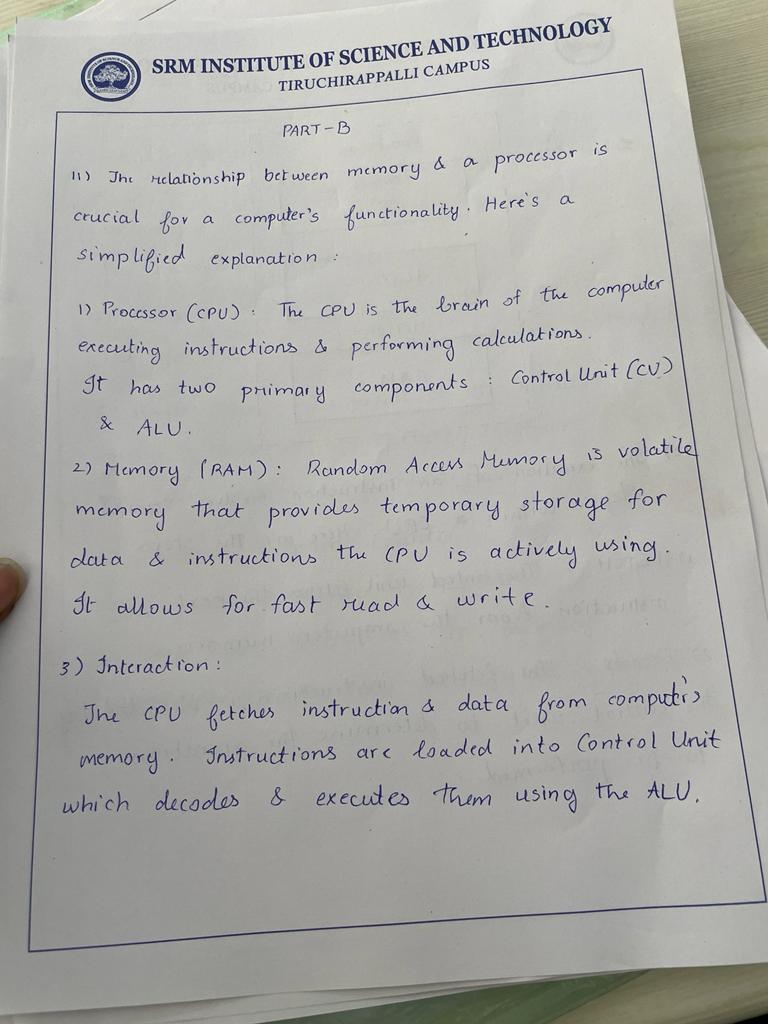 SRM INSTITUTE OF SCIENCE AND TECHNOLOGY
TIRUCHIRAPPALLI CAMPUS
PART-B
11) The relationship between memory & a processor is
crucial for a computer's functionality. Here's a
simplified explanation :
1) Processor (CPU) : The CPU is the brain of the computer
executing instructions & performing calculations.
It has two primary components : Control Unit (CU)
& ALU.
2) Memory (RAM) : Random Access Memory is volatile
memory that provides temporary storage for
data & instructions the CPU is actively using.
It allows for fast read & write.
3) Interaction :
The CPU fetches instruction & data from computer's
memory. Instructions are loaded into Control Unit
which decodes & executes them using the ALU.